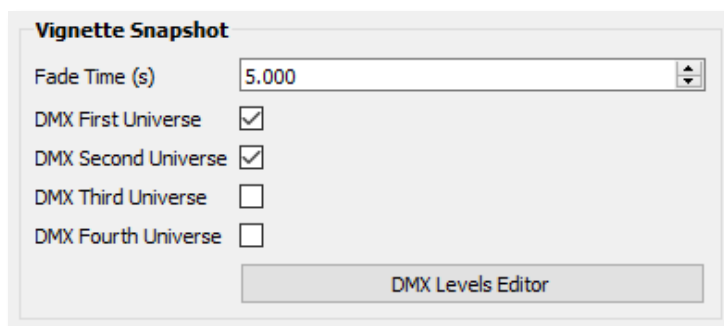 Vignette Snapshot
Fade Time (s) 5.000
DMX First Universe
DMX Second Universe
DMX Third Universe
DMX Fourth Universe
DMX Levels Editor